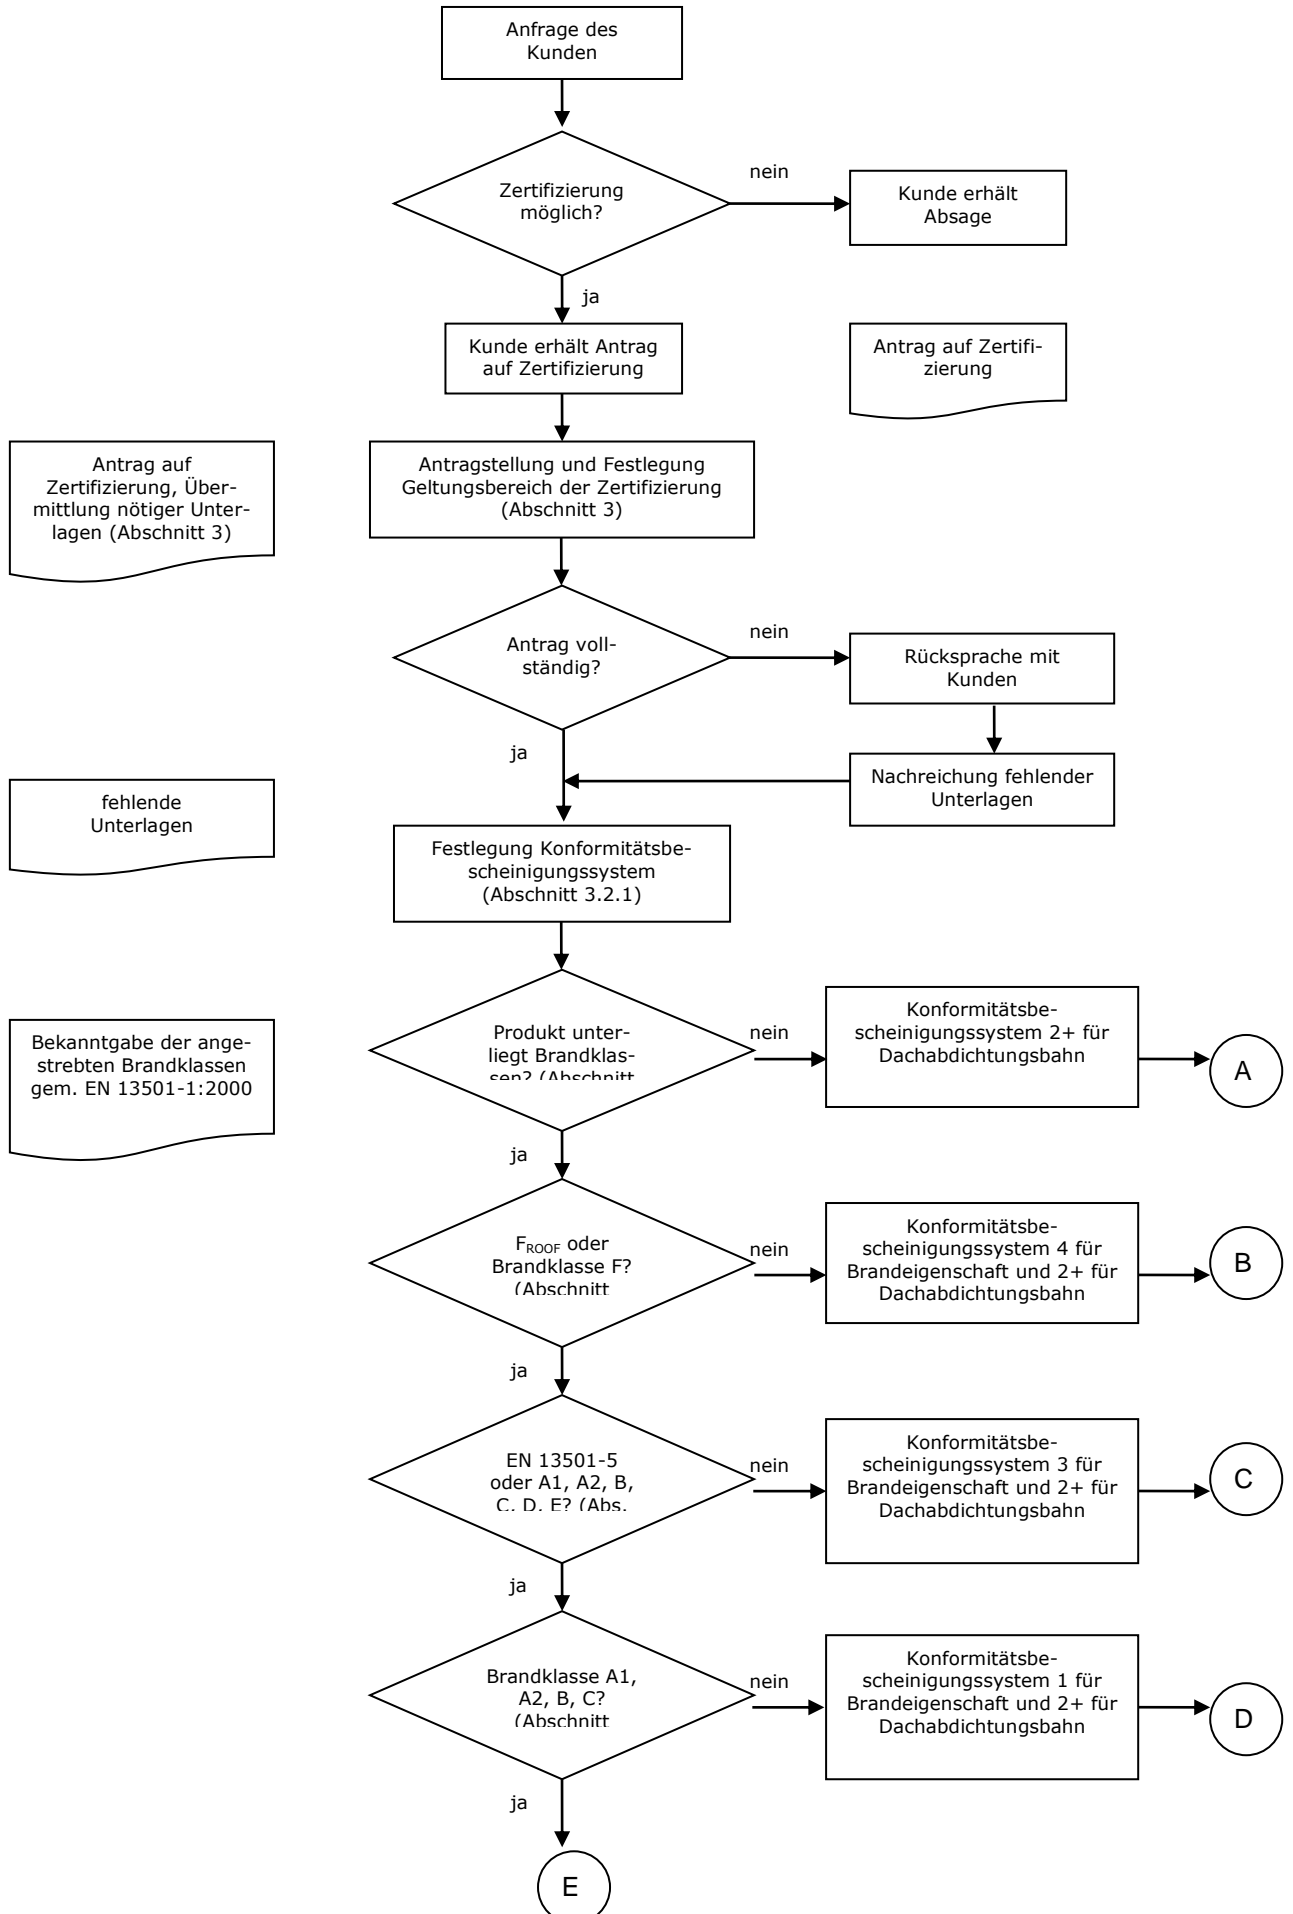 Anfrage des
Kunden
nein
Zertifizierung
möglich?
Kunde erhält
Absage
ja
Kunde erhält Antrag
auf Zertifizierung
Antrag auf Zertifi-
zierung
Antrag auf
Zertifizierung, Über-
mittlung nötiger Unter-
lagen (Abschnitt 3)
Antragstellung und Festlegung
Geltungsbereich der Zertifizierung
(Abschnitt 3)
nein
Antrag voll-
ständig?
Rücksprache mit
Kunden
ja
Nachreichung fehlender
Unterlagen
fehlende
Unterlagen
Festlegung Konformitätsbe-
scheinigungssystem
(Abschnitt 3.2.1)
Bekanntgabe der ange-
strebten Brandklassen
gem. EN 13501-1:2000
Produkt unter-
liegt Brandklas-
sen? (Abschnitt
nein
Konformitätsbe-
scheinigungssystem 2+ für
Dachabdichtungsbahn
A
ja
FROOF oder
Brandklasse F?
(Abschnitt
nein
Konformitätsbe-
scheinigungssystem 4 für
Brandeigenschaft und 2+ für
Dachabdichtungsbahn
B
ja
EN 13501-5
oder A1, A2, B,
C, D, E? (Abs.
nein
Konformitätsbe-
scheinigungssystem 3 für
Brandeigenschaft und 2+ für
Dachabdichtungsbahn
C
ja
Brandklasse A1,
A2, B, C?
(Abschnitt
nein
Konformitätsbe-
scheinigungssystem 1 für
Brandeigenschaft und 2+ für
Dachabdichtungsbahn
D
ja
E